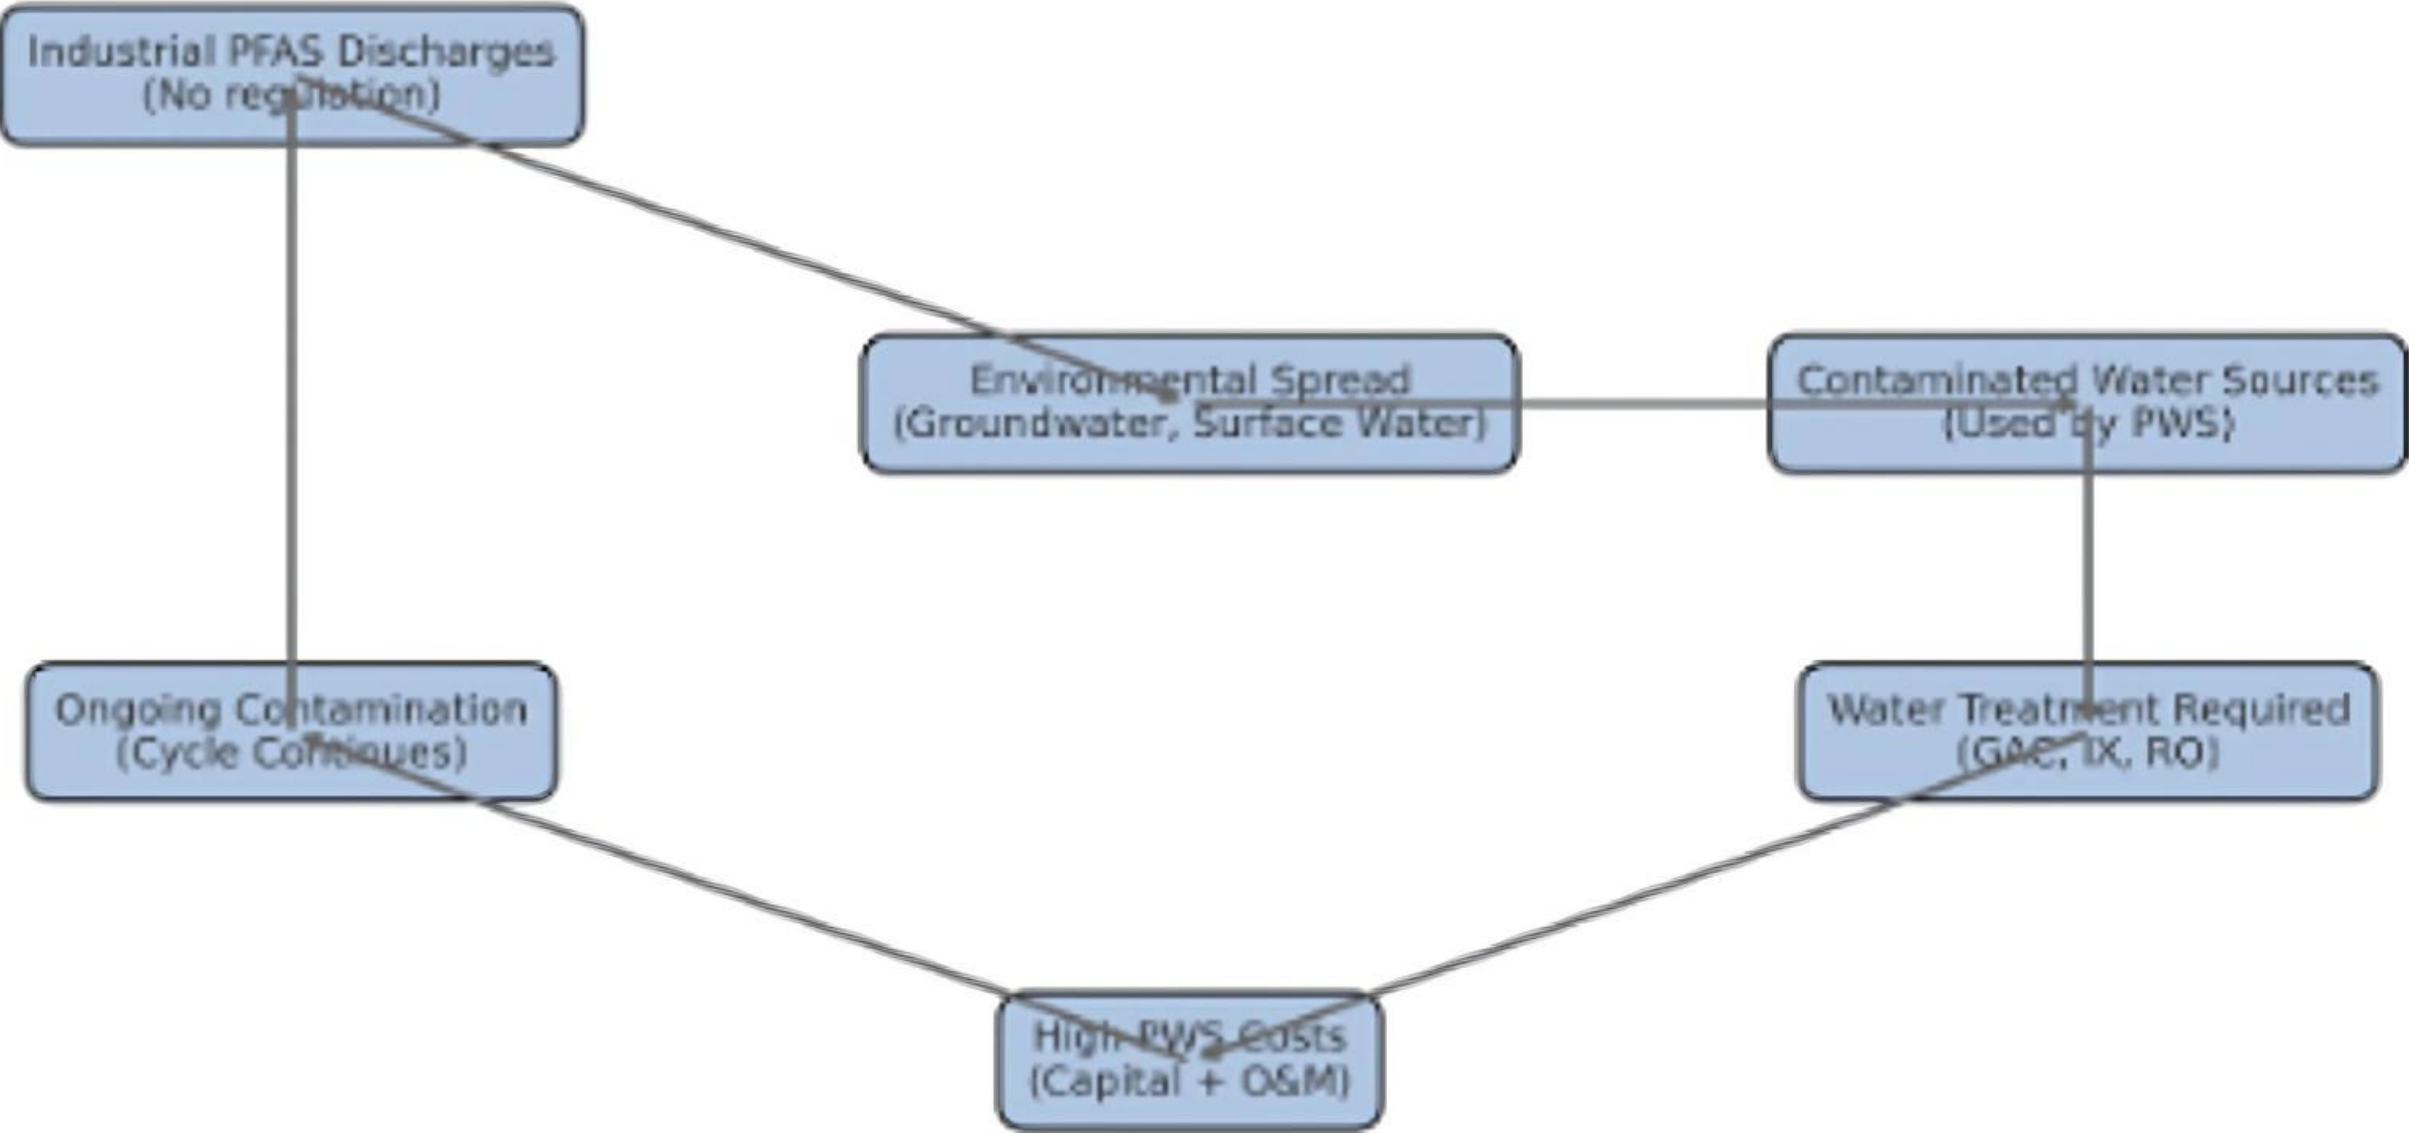 Industrial PFAS Discharges
(No regulation)
Environmental Spread
(Groundwater, Surface Water)
Contaminated Water Sources
(Used by PWS)
Ongoing Contamination
(Cycle Continues)
Water Treatment Required
(GAC, IX, RO)
High PWS Costs
(Capital + O&M)